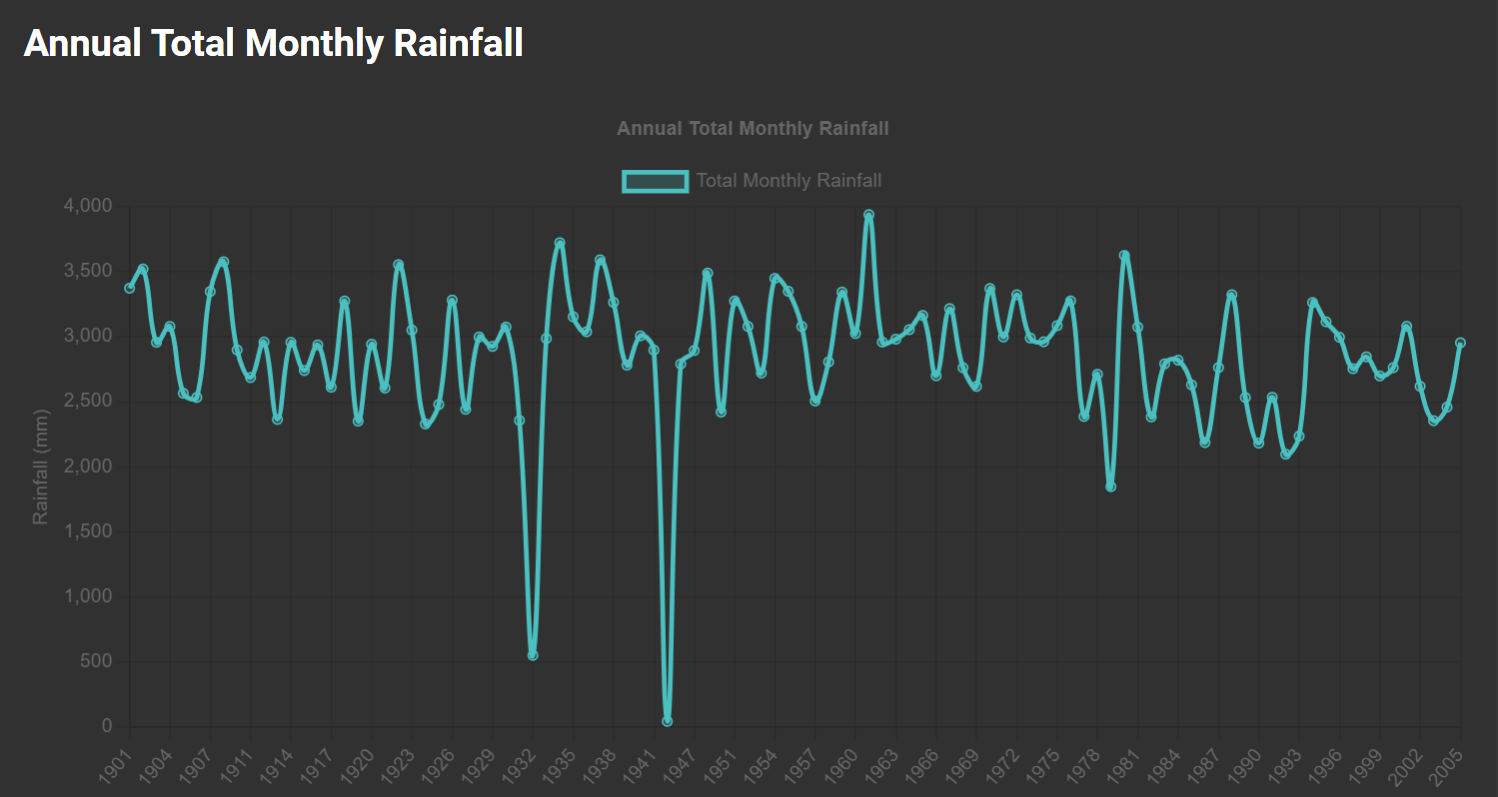 Annual Total Monthly Rainfall
Annual Total Monthly Rainfall
Total Monthly Rainfall
Rainfall (mm)
4,000
3,500
3,000
2,500
2,000
1,500
1,000
500
0
1901 1904 1907 1911 1914 1917 1920 1923 1926 1929 1932 1935 1938 1941 1947 1951 1954 1957 1960 1963 1966 1969 1972 1975 1978 1981 1984 1987 1990 1993 1996 1999 2002 2005